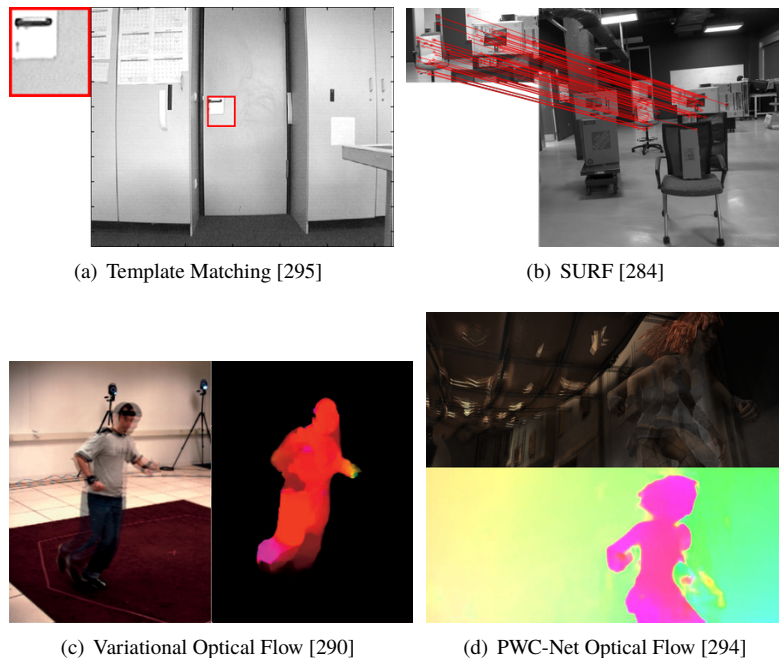 (a) Template Matching [295]
(b) SURF [284]
(c) Variational Optical Flow [290]
(d) PWC-Net Optical Flow [294]